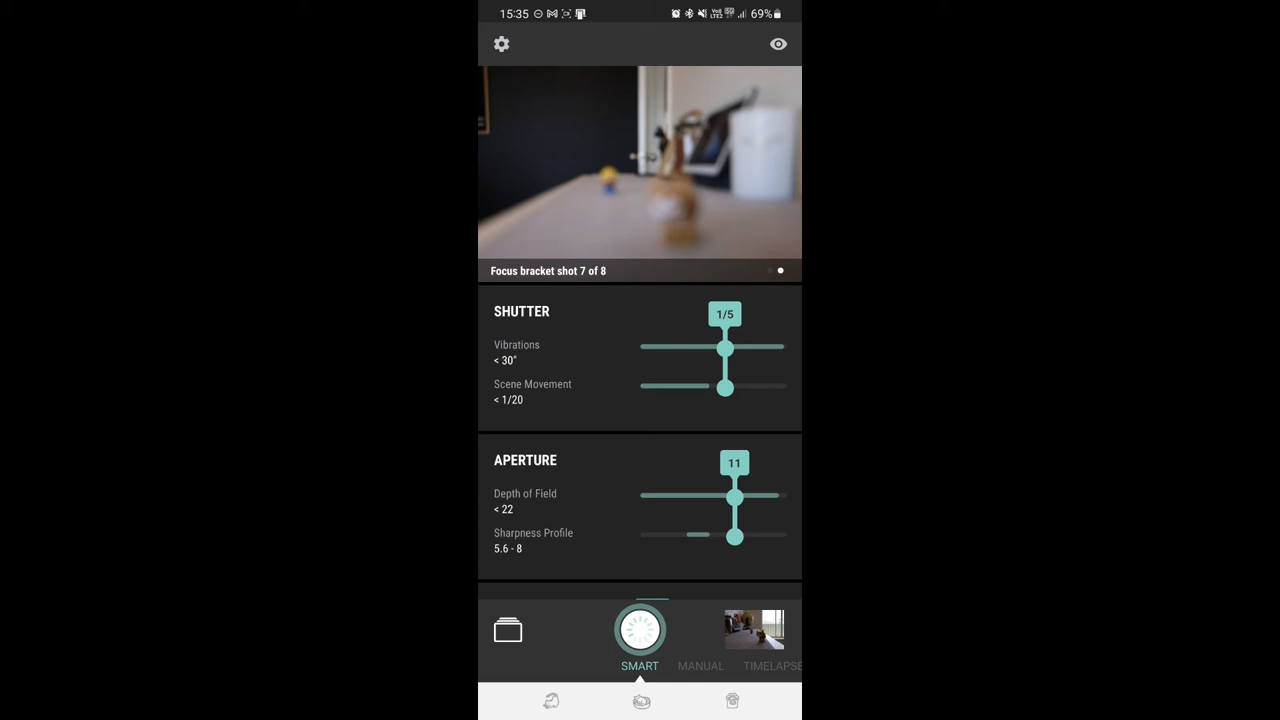 15:35 69%
Focus bracket shot 7 of 8
SHUTTER
1/5
Vibrations
< 30"
Scene Movement
< 1/20
APERTURE
11
Depth of Field
< 22
Sharpness Profile
5.6 - 8
SMART MANUAL TIMELAPSE